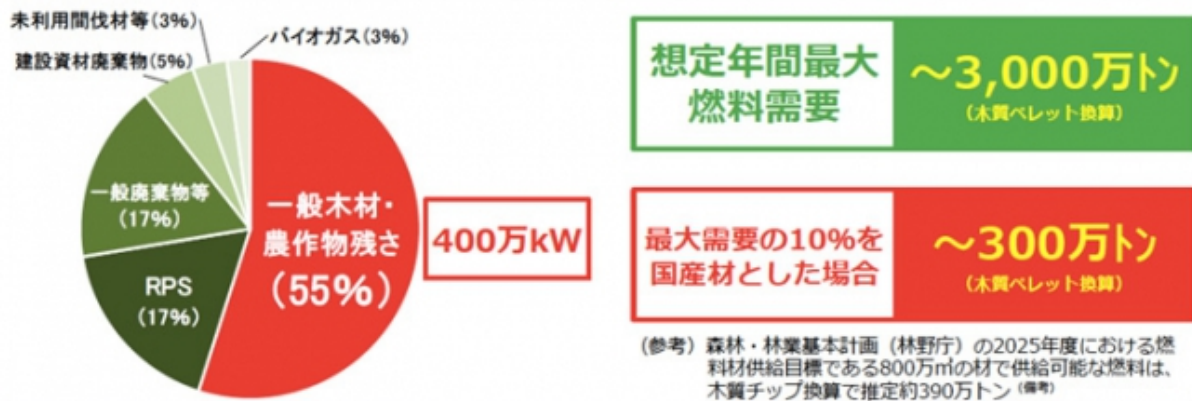 未利用間伐材等(3%)
バイオガス(3%)
建設資材廃棄物(5%)
一般廃棄物等
(17%)
RPS
(17%)
一般木材・
農作物残さ
(55%)
400万kW
想定年間最大
燃料需要
～3,000万トン
(木質ペレット換算)
最大需要の10%を
国産材とした場合
～300万トン
(木質ペレット換算)
(参考) 森林・林業基本計画（林野庁）の2025年度における燃
料材供給目標である800万㎥の材で供給可能な燃料は、
木質チップ換算で推定約390万トン (備考)